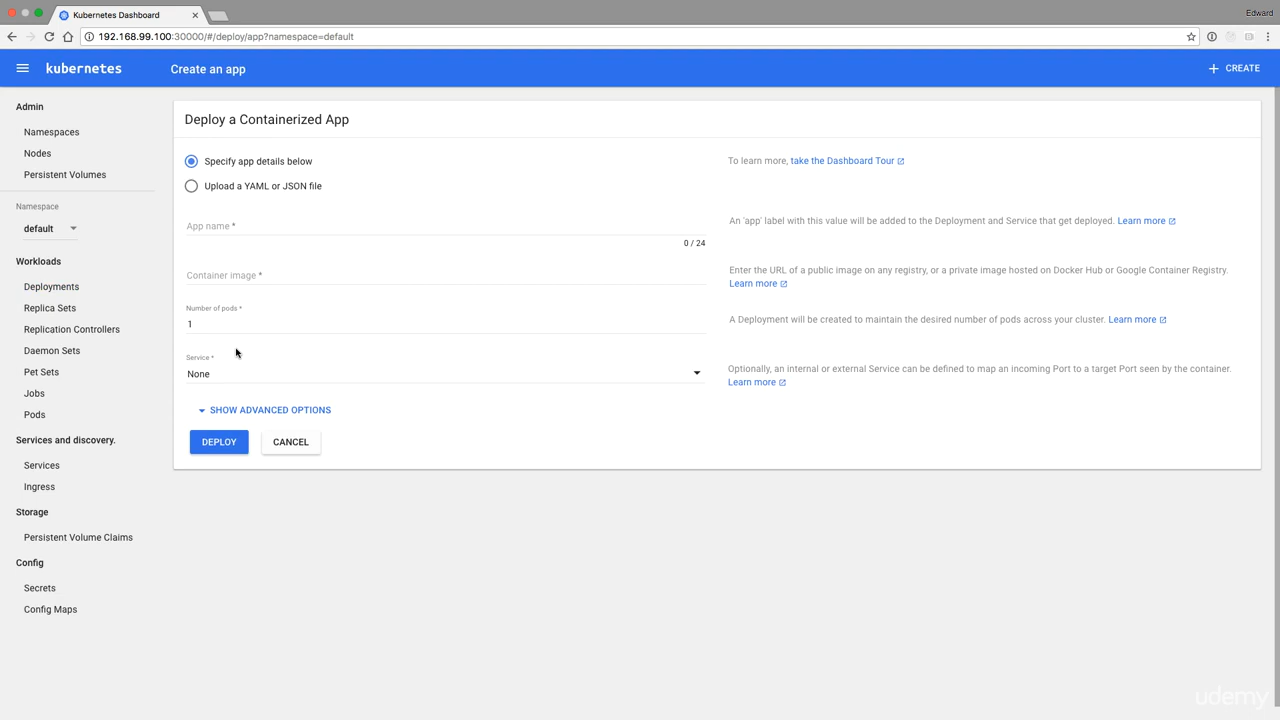 Kubernetes Dashboard
Edward
192.168.99.100:30000/#/deploy/app?namespace=default
kubernetes
Create an app
CREATE
Admin
Namespaces
Nodes
Persistent Volumes
Namespace
default
Workloads
Deployments
Replica Sets
Replication Controllers
Daemon Sets
Pet Sets
Jobs
Pods
Services and discovery.
Services
Ingress
Storage
Persistent Volume Claims
Config
Secrets
Config Maps
Deploy a Containerized App
Specify app details below
To learn more, take the Dashboard Tour
Upload a YAML or JSON file
App name *
0 / 24
An 'app' label with this value will be added to the Deployment and Service that get deployed. Learn more
Container image *
Enter the URL of a public image on any registry, or a private image hosted on Docker Hub or Google Container Registry.
Learn more
Number of pods *
1
A Deployment will be created to maintain the desired number of pods across your cluster. Learn more
Service *
None
Optionally, an internal or external Service can be defined to map an incoming Port to a target Port seen by the container.
Learn more
SHOW ADVANCED OPTIONS
DEPLOY
CANCEL
udemy